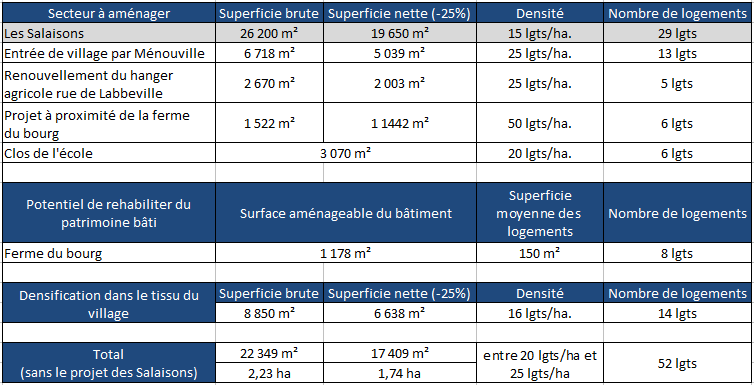 Secteur à aménager Superficie brute Superficie nette (-25%) Densité Nombre de logements
Les Salaisons 26 200 m² 19 650 m² 15 lgts/ha. 29 lgts
Entrée de village par Ménouville 6 718 m² 5 039 m² 25 lgts/ha. 13 lgts
Renouvellement du hanger
agricole rue de Labbeville 2 670 m² 2 003 m² 25 lgts/ha. 5 lgts
Projet à proximité de la ferme
du bourg 1 522 m² 1 1442 m² 50 lgts/ha. 6 lgts
Clos de l'école 3 070 m² 20 lgts/ha. 6 lgts
Potentiel de rehabiliter du
patrimoine bâti Surface aménageable du bâtiment Superficie
moyenne des
logements Nombre de logements
Ferme du bourg 1 178 m² 150 m² 8 lgts
Densification dans le tissu du
village Superficie brute Superficie nette (-25%) Densité Nombre de logements
8 850 m² 6 638 m² 16 lgts/ha. 14 lgts
Total
(sans le projet des Salaisons) 22 349 m² 17 409 m² entre 20 lgts/ha et
25 lgts/ha 52 lgts
2,23 ha 1,74 ha